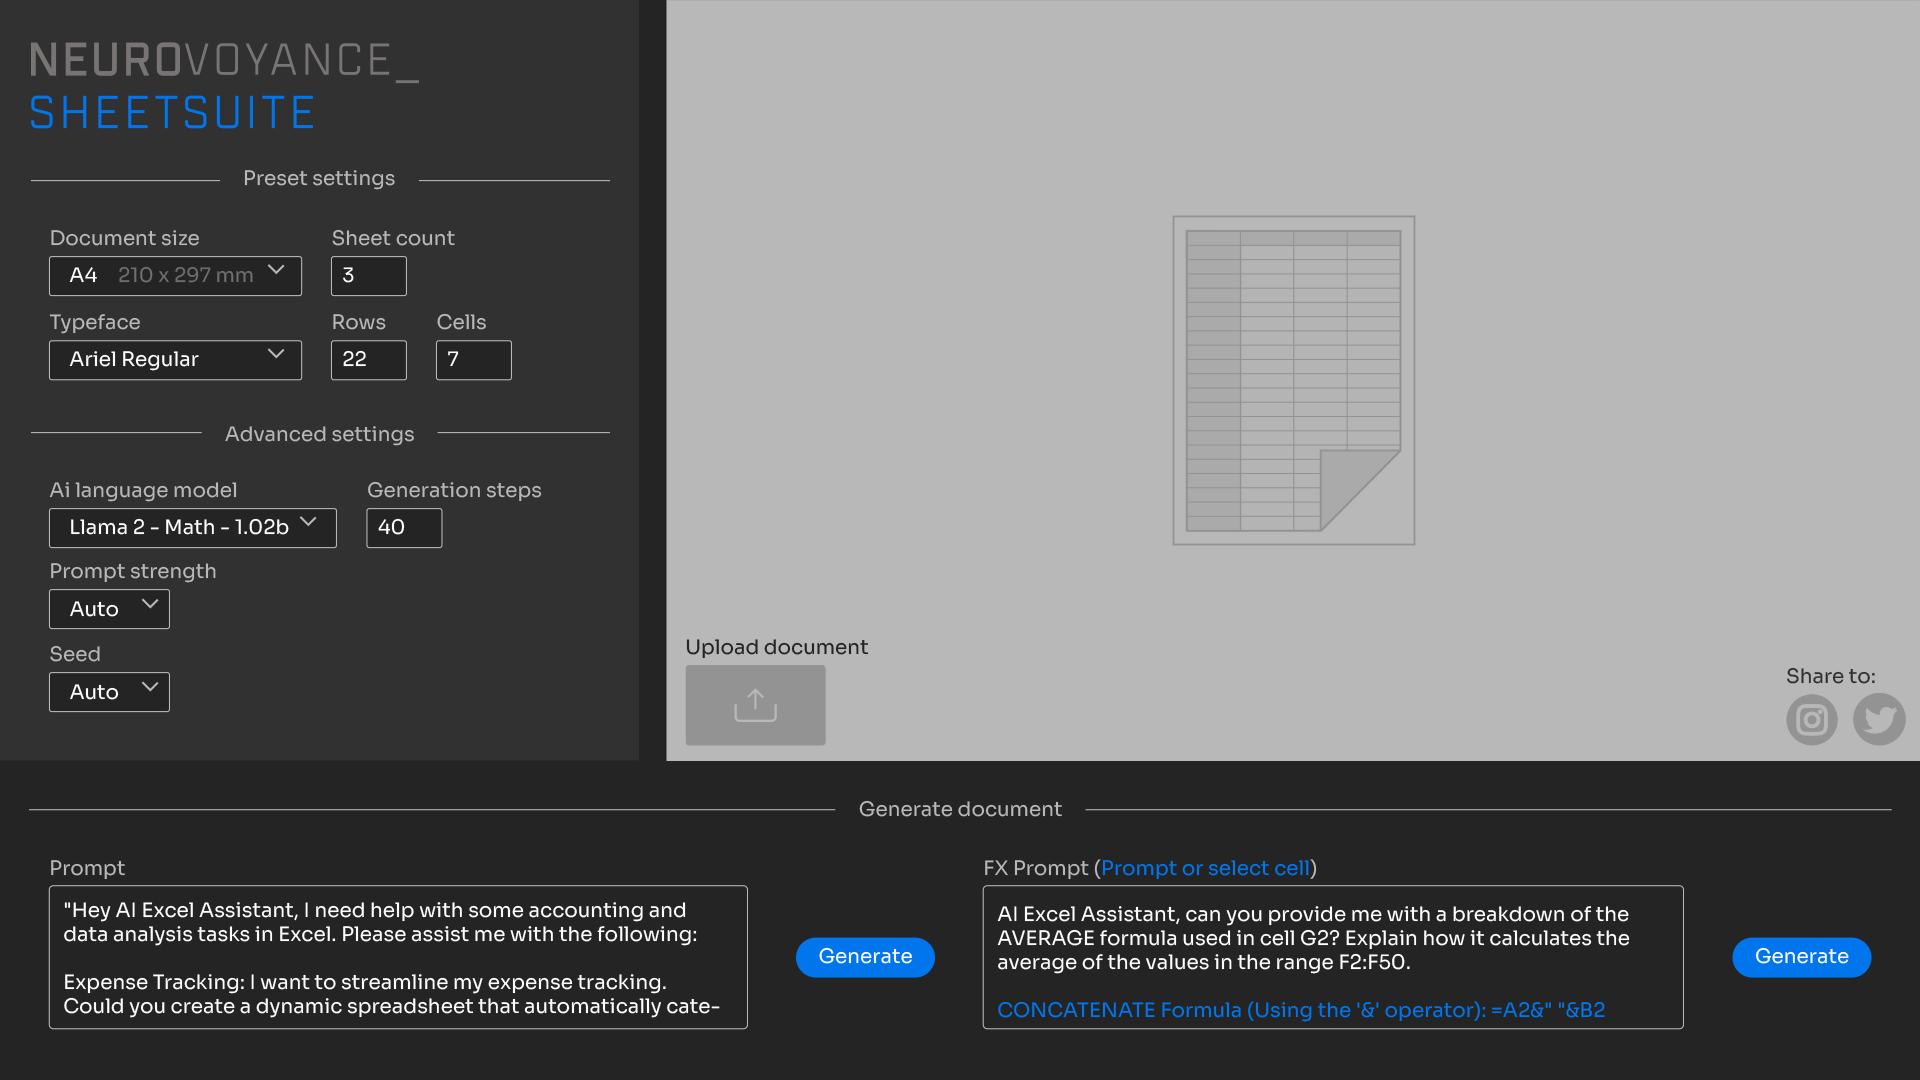 NEUROVOYANCE_
SHEETSUITE
Preset settings
Document size
Sheet count
A4 210 x 297 mm
3
Typeface
Rows
Cells
Ariel Regular
22
7
Advanced settings
Ai language model
Generation steps
Llama 2 - Math - 1.02b
40
Prompt strength
Auto
Seed
Auto
Upload document
Share to:
Generate document
Prompt
"Hey AI Excel Assistant, I need help with some accounting and
data analysis tasks in Excel. Please assist me with the following:
Expense Tracking: I want to streamline my expense tracking.
Could you create a dynamic spreadsheet that automatically cate-
Generate
FX Prompt (Prompt or select cell)
AI Excel Assistant, can you provide me with a breakdown of the
AVERAGE formula used in cell G2? Explain how it calculates the
average of the values in the range F2:F50.
CONCATENATE Formula (Using the '&' operator): =A2&" "&B2
Generate